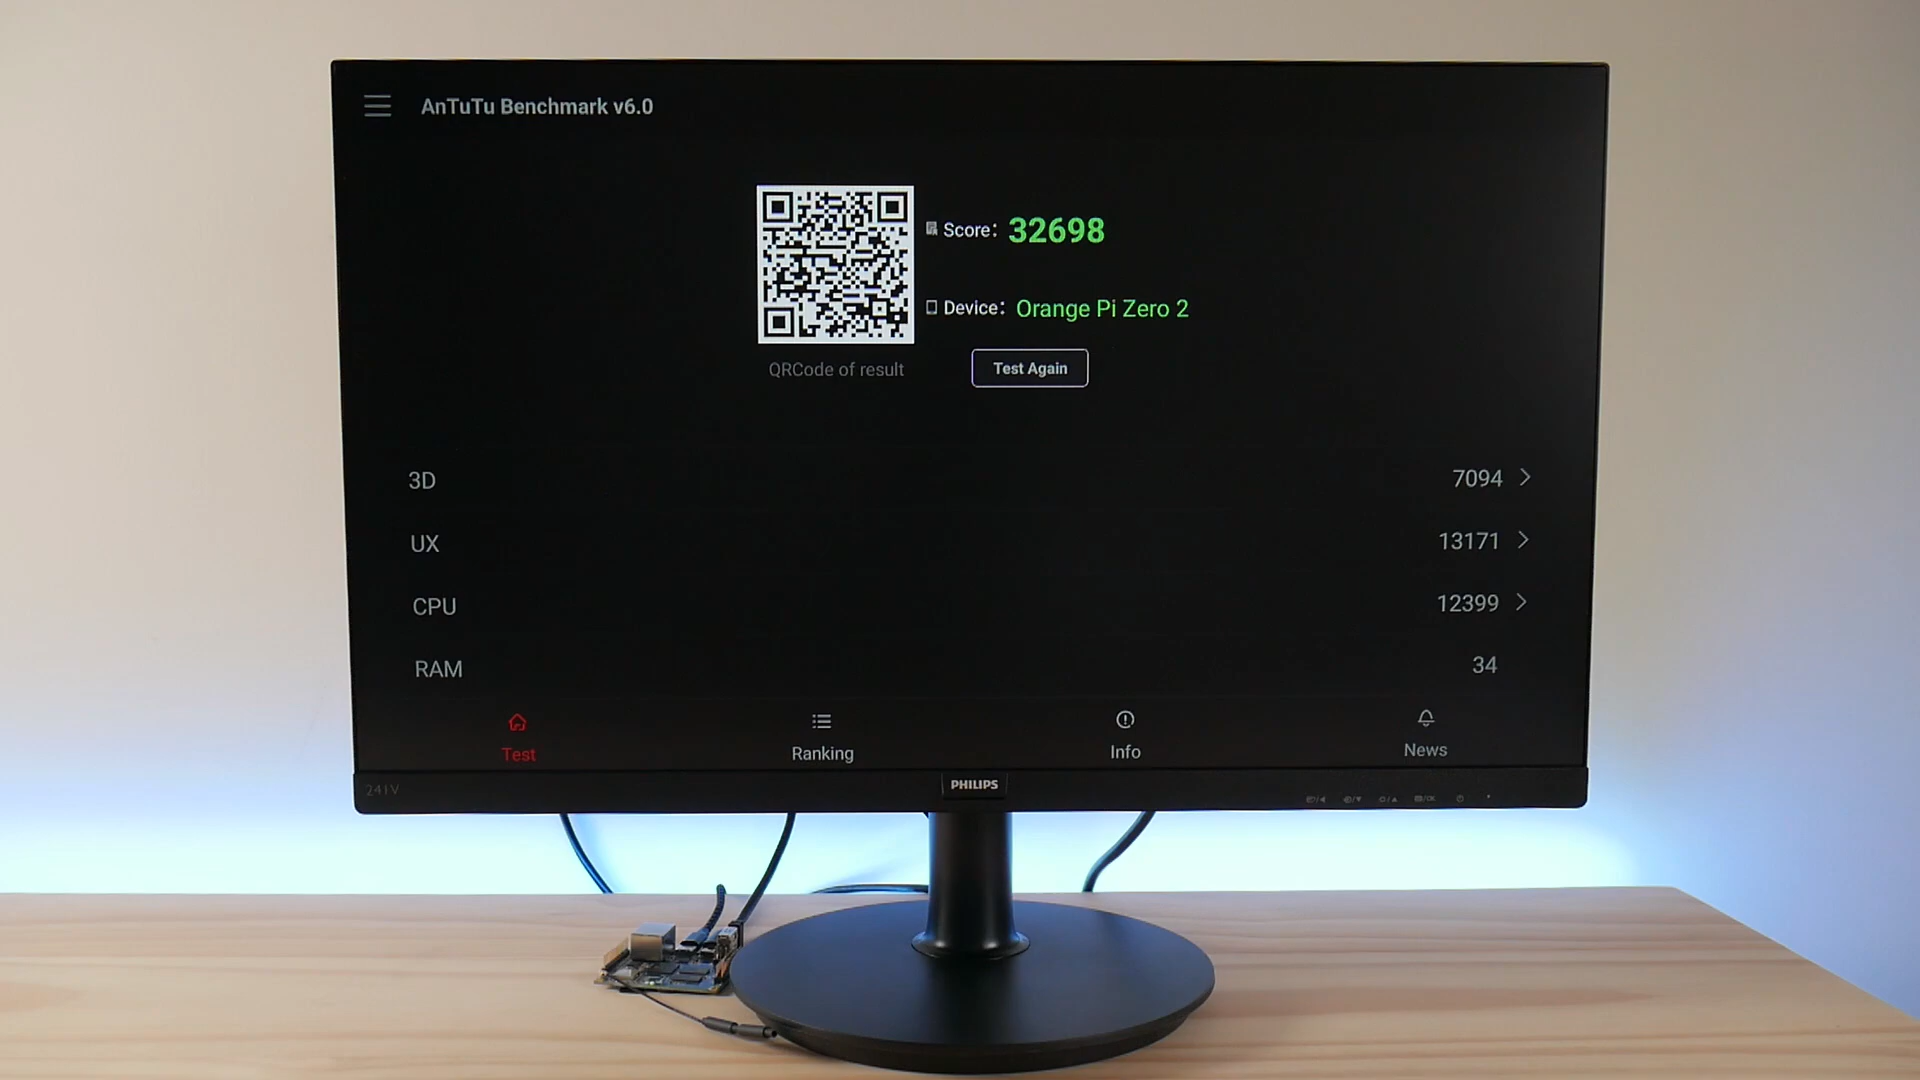 AnTuTu Benchmark v6.0
Score: 32698
Device: Orange Pi Zero 2
QRCode of result
Test Again
3D 7094
UX 13171
CPU 12399
RAM 34
Test Ranking Info News
241V
PHILIPS